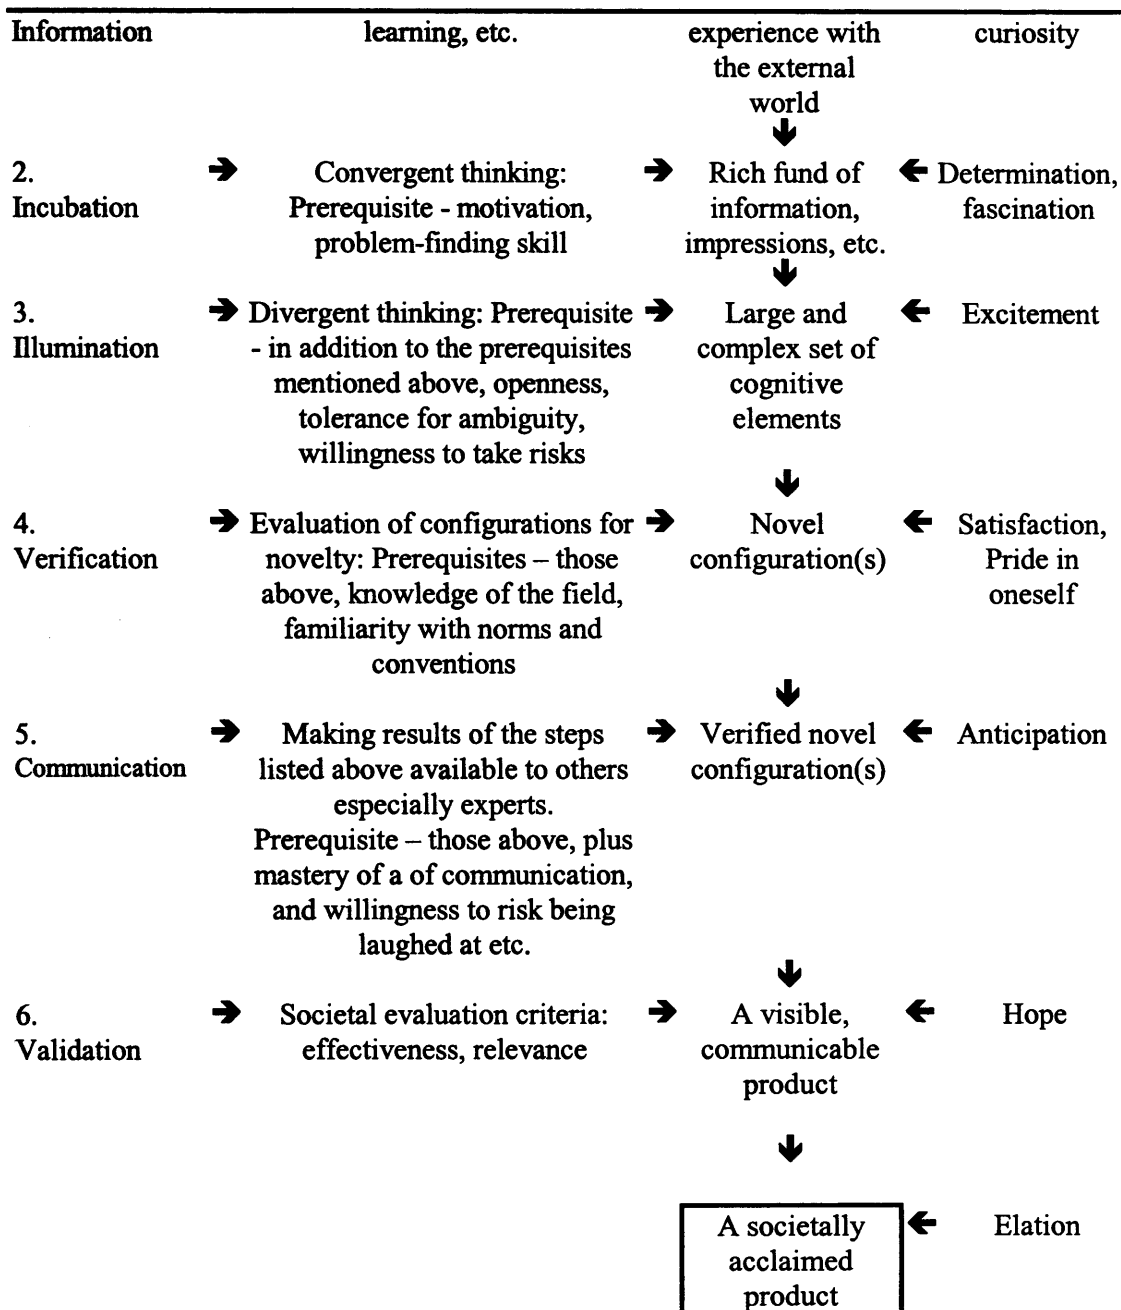 Information learning, etc. experience with curiosity
the external
world
2. Convergent thinking: Rich fund of Determination,
Incubation Prerequisite - motivation, information, fascination
problem-finding skill impressions, etc.
3. Divergent thinking: Prerequisite Large and Excitement
Illumination - in addition to the prerequisites complex set of
mentioned above, openness, cognitive
tolerance for ambiguity, elements
willingness to take risks
4. Evaluation of configurations for Novel Satisfaction,
Verification novelty: Prerequisites – those configuration(s) Pride in
above, knowledge of the field, oneself
familiarity with norms and
conventions
5. Making results of the steps Verified novel Anticipation
Communication listed above available to others configuration(s)
especially experts.
Prerequisite – those above, plus
mastery of a of communication,
and willingness to risk being
laughed at etc.
6. Societal evaluation criteria: A visible, Hope
Validation effectiveness, relevance communicable
product
A societally Elation
acclaimed
product